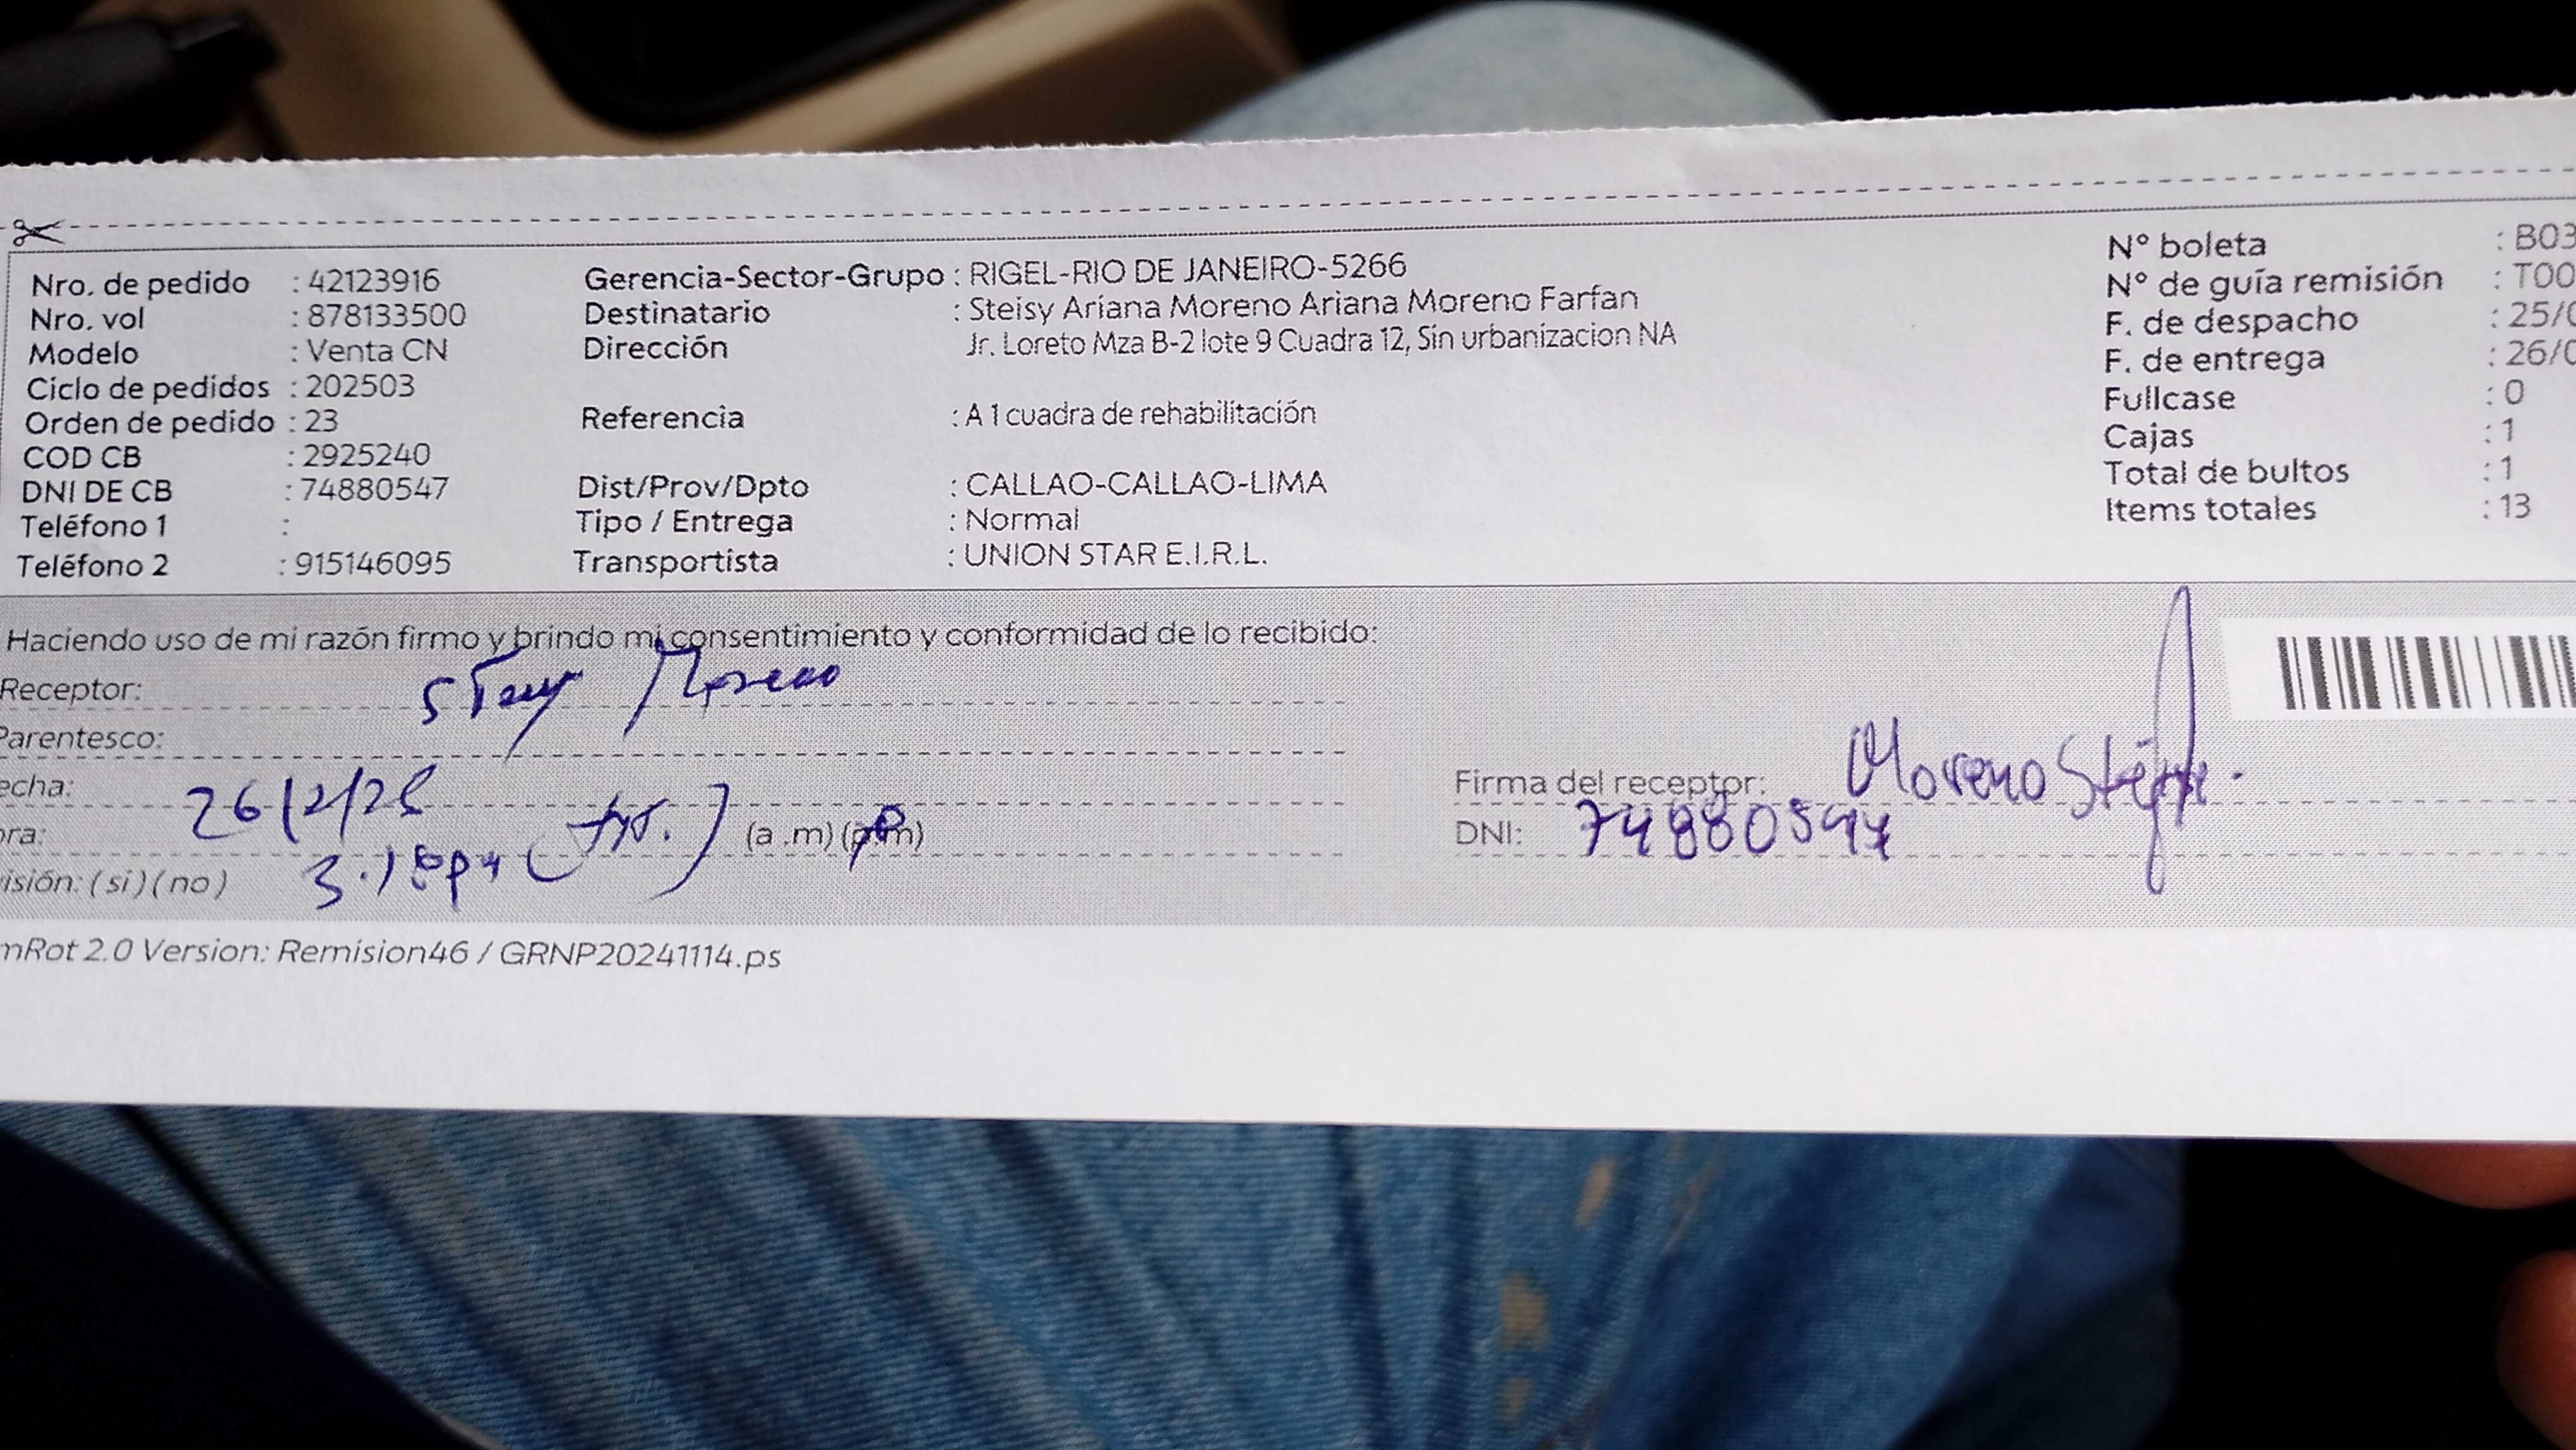 Nro. de pedido : 42123916
Nro. vol : 878133500
Modelo : Venta CN
Ciclo de pedidos : 202503
Orden de pedido : 23
COD CB : 2925240
DNI DE CB : 74880547
Teléfono 1 :
Teléfono 2 : 915146095
Gerencia-Sector-Grupo : RIGEL-RIO DE JANEIRO-5266
Destinatario : Steisy Ariana Moreno Ariana Moreno Farfan
Dirección Jr. Loreto Mza B-2 lote 9 Cuadra 12, Sin urbanizacion NA
Referencia : A 1 cuadra de rehabilitación
Dist/Prov/Dpto : CALLAO-CALLAO-LIMA
Tipo / Entrega : Normal
Transportista : UNION STAR E.I.R.L.
N° boleta : B03
N° de guía remisión : T00
F. de despacho : 25/0
F. de entrega : 26/0
Fullcase : 0
Cajas : 1
Total de bultos : 1
Items totales : 13
Haciendo uso de mi razón firmo y brindo mi consentimiento y conformidad de lo recibido:
Receptor: Moreno
Parentesco:
echa: 26/2/25
ora: (a .m) (p.m)
isión: ( si ) ( no )
Firma del receptor: Moreno
DNI: 74880547
mRot 2.0 Version: Remision46 / GRNP20241114.ps